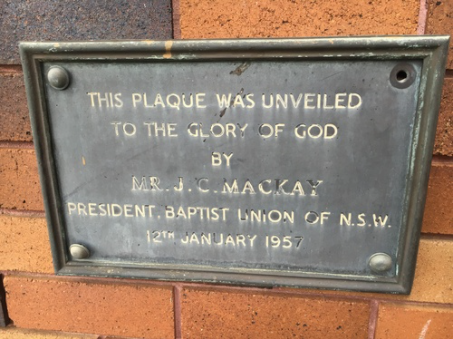 THIS PLAQUE WAS UNVEILED
TO THE GLORY OF GOD
BY
MR. J. C. MACKAY
PRESIDENT. BAPTIST UNION OF N.S.W.
12TH JANUARY 1957